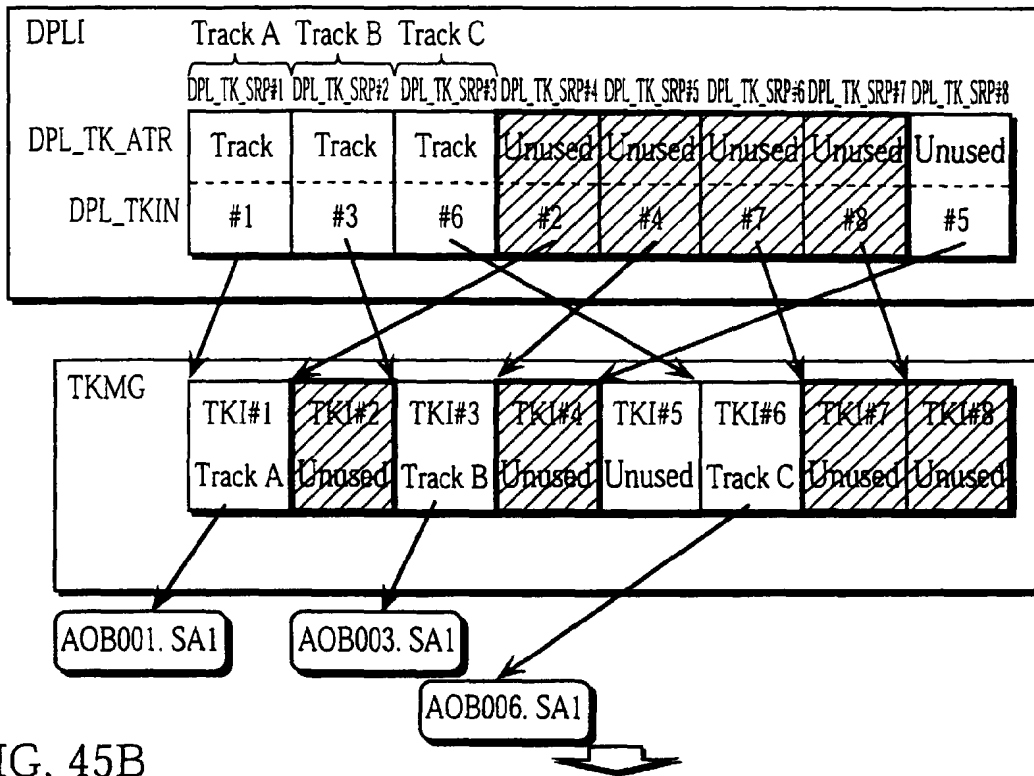 DPLI Track A Track B Track C
DPL_TK_SRP#1 DPL_TK_SRP#2 DPL_TK_SRP#3 DPL_TK_SRP#4 DPL_TK_SRP#5 DPL_TK_SRP#6 DPL_TK_SRP#7 DPL_TK_SRP#8
DPL_TK_ATR Track Track Track Unused Unused Unused Unused Unused
DPL_TKIN #1 #3 #6 #2 #4 #7 #8 #5
TKMG TKI#1 TKI#2 TKI#3 TKI#4 TKI#5 TKI#6 TKI#7 TKI#8
Track A Unused Track B Unused Unused Track C Unused Unused
AOB001. SA1 AOB003. SA1
AOB006. SA1
IG. 45B